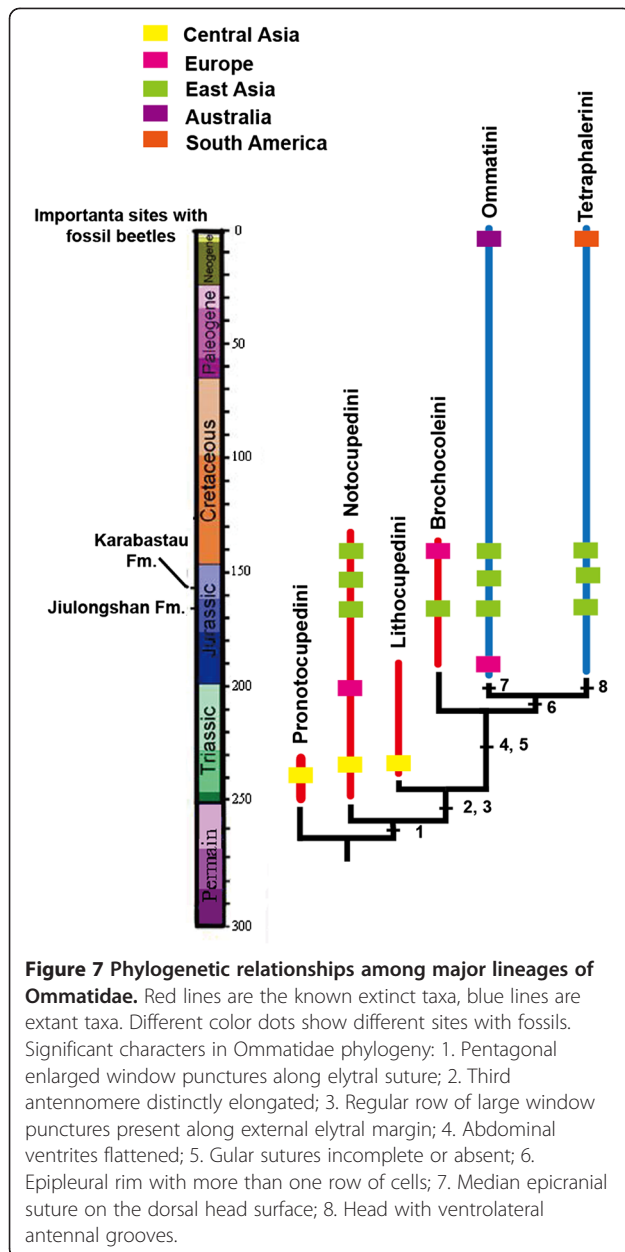 Central Asia
Europe
East Asia
Australia
South America
Importanta sites with
fossil beetles
0
50
100
150
200
250
300
Neogene
Paleogene
Cretaceous
Jurassic
Triassic
Permain
Karabastau
Fm.
Jiulongshan Fm.
Pronotocupedini
Notocupedini
Lithocupedini
Brochocoleini
Ommatini
Tetraphalerini
7
8
6
4, 5
2, 3
1
Figure 7 Phylogenetic relationships among major lineages of
Ommatidae. Red lines are the known extinct taxa, blue lines are
extant taxa. Different color dots show different sites with fossils.
Significant characters in Ommatidae phylogeny: 1. Pentagonal
enlarged window punctures along elytral suture; 2. Third
antennomere distinctly elongated; 3. Regular row of large window
punctures present along external elytral margin; 4. Abdominal
ventrites flattened; 5. Gular sutures incomplete or absent; 6.
Epipleural rim with more than one row of cells; 7. Median epicranial
suture on the dorsal head surface; 8. Head with ventrolateral
antennal grooves.